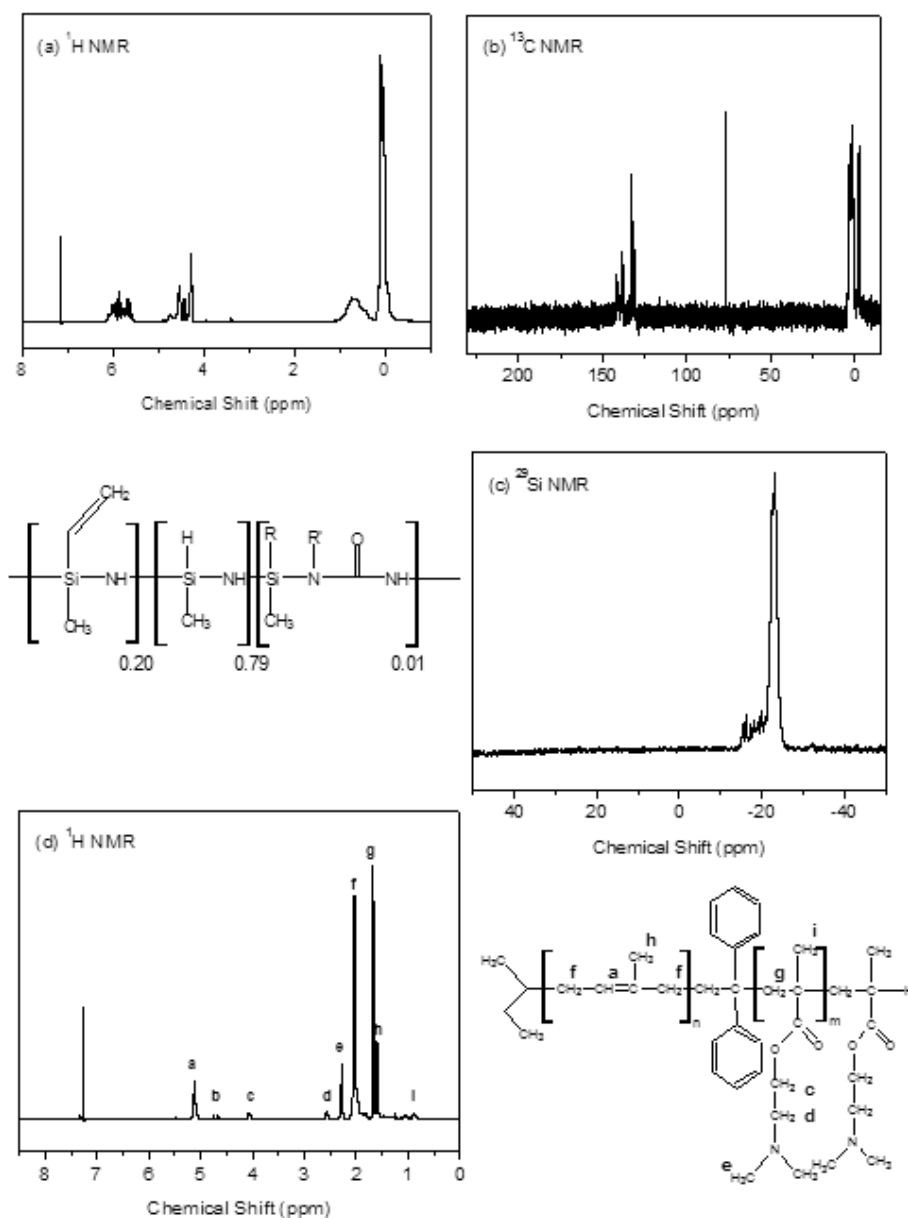 (a) ¹H NMR
8 6 4 2 0
Chemical Shift (ppm)
(b) ¹³C NMR
200 150 100 50 0
Chemical Shift (ppm)
CH₂
H R R' O
Si NH Si NH Si N NH
CH₃ CH₃ CH₃
0.20 0.79 0.01
(c) ²⁹Si NMR
40 20 0 -20 -40
Chemical Shift (ppm)
(d) ¹H NMR
a b c d e f g h i
8 7 6 5 4 3 2 1 0
Chemical Shift (ppm)
h i
H₃C CH₃ CH₃ CH₃
f a f g
CH₂ CH CH₂ CH₂ CH₂ C CH₂ C H
n m
CH₃ C O C O
O O
CH₂ c CH₂
CH₂ d CH₂
N N
e H₃C CH₃ H₃C CH₃